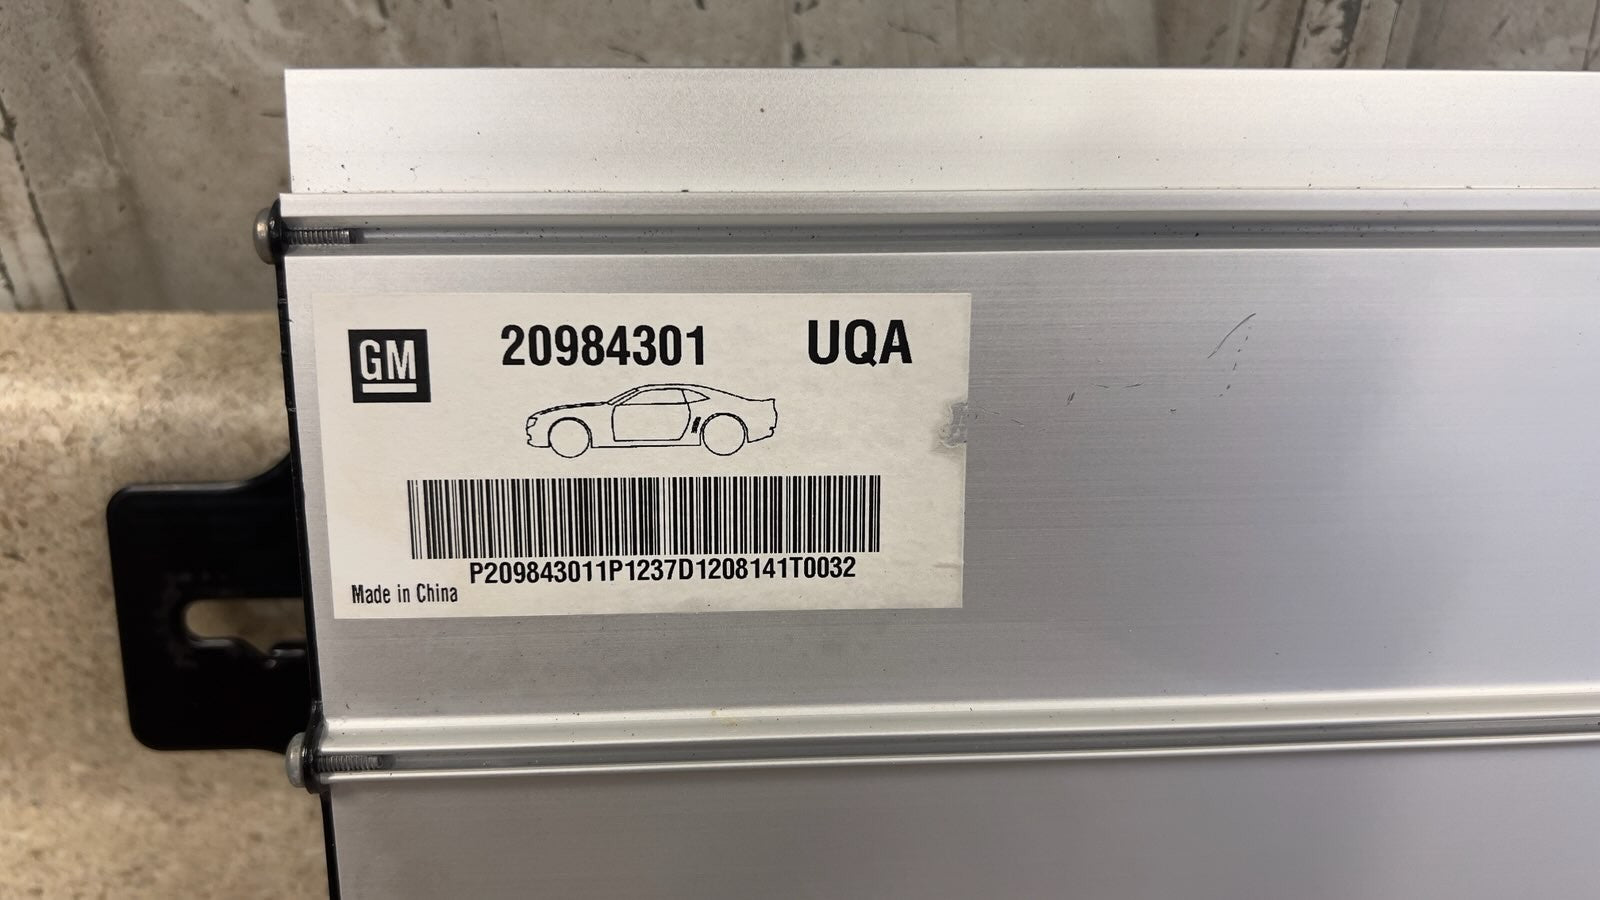 GM
20984301 UQA
P209843011P1237D1208141T0032
Made in China